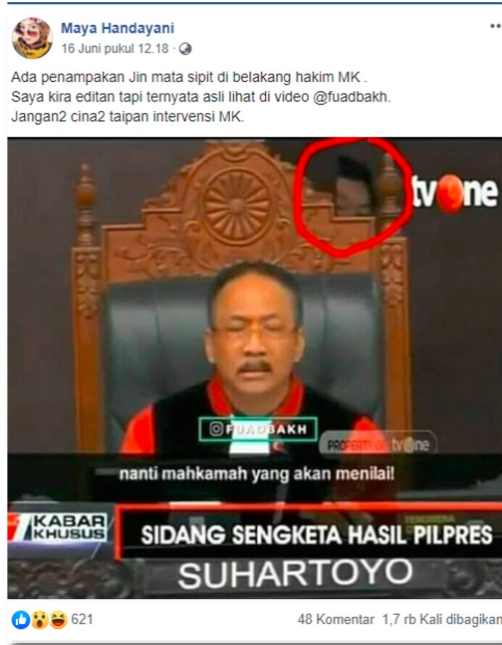 Maya Handayani
16 Juni pukul 12.18 ·
Ada penampakan Jin mata sipit di belakang hakim MK .
Saya kira editan tapi ternyata asli lihat di video @fuadbakh.
Jangan2 cina2 taipan intervensi MK.
tvOne
FUADBAKH
PROPERTY OF tvOne
nanti mahkamah yang akan menilai!
KABAR
KHUSUS
SIDANG SENGKETA HASIL PILPRES
SUHARTOYO
621
48 Komentar 1,7 rb Kali dibagikan